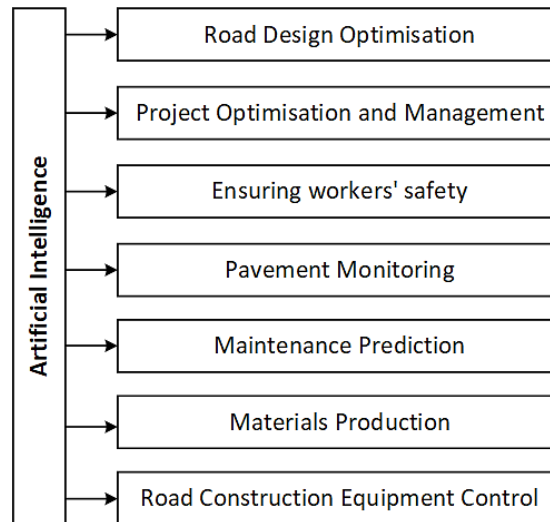 Artificial Intelligence
Road Design Optimisation
Project Optimisation and Management
Ensuring workers' safety
Pavement Monitoring
Maintenance Prediction
Materials Production
Road Construction Equipment Control